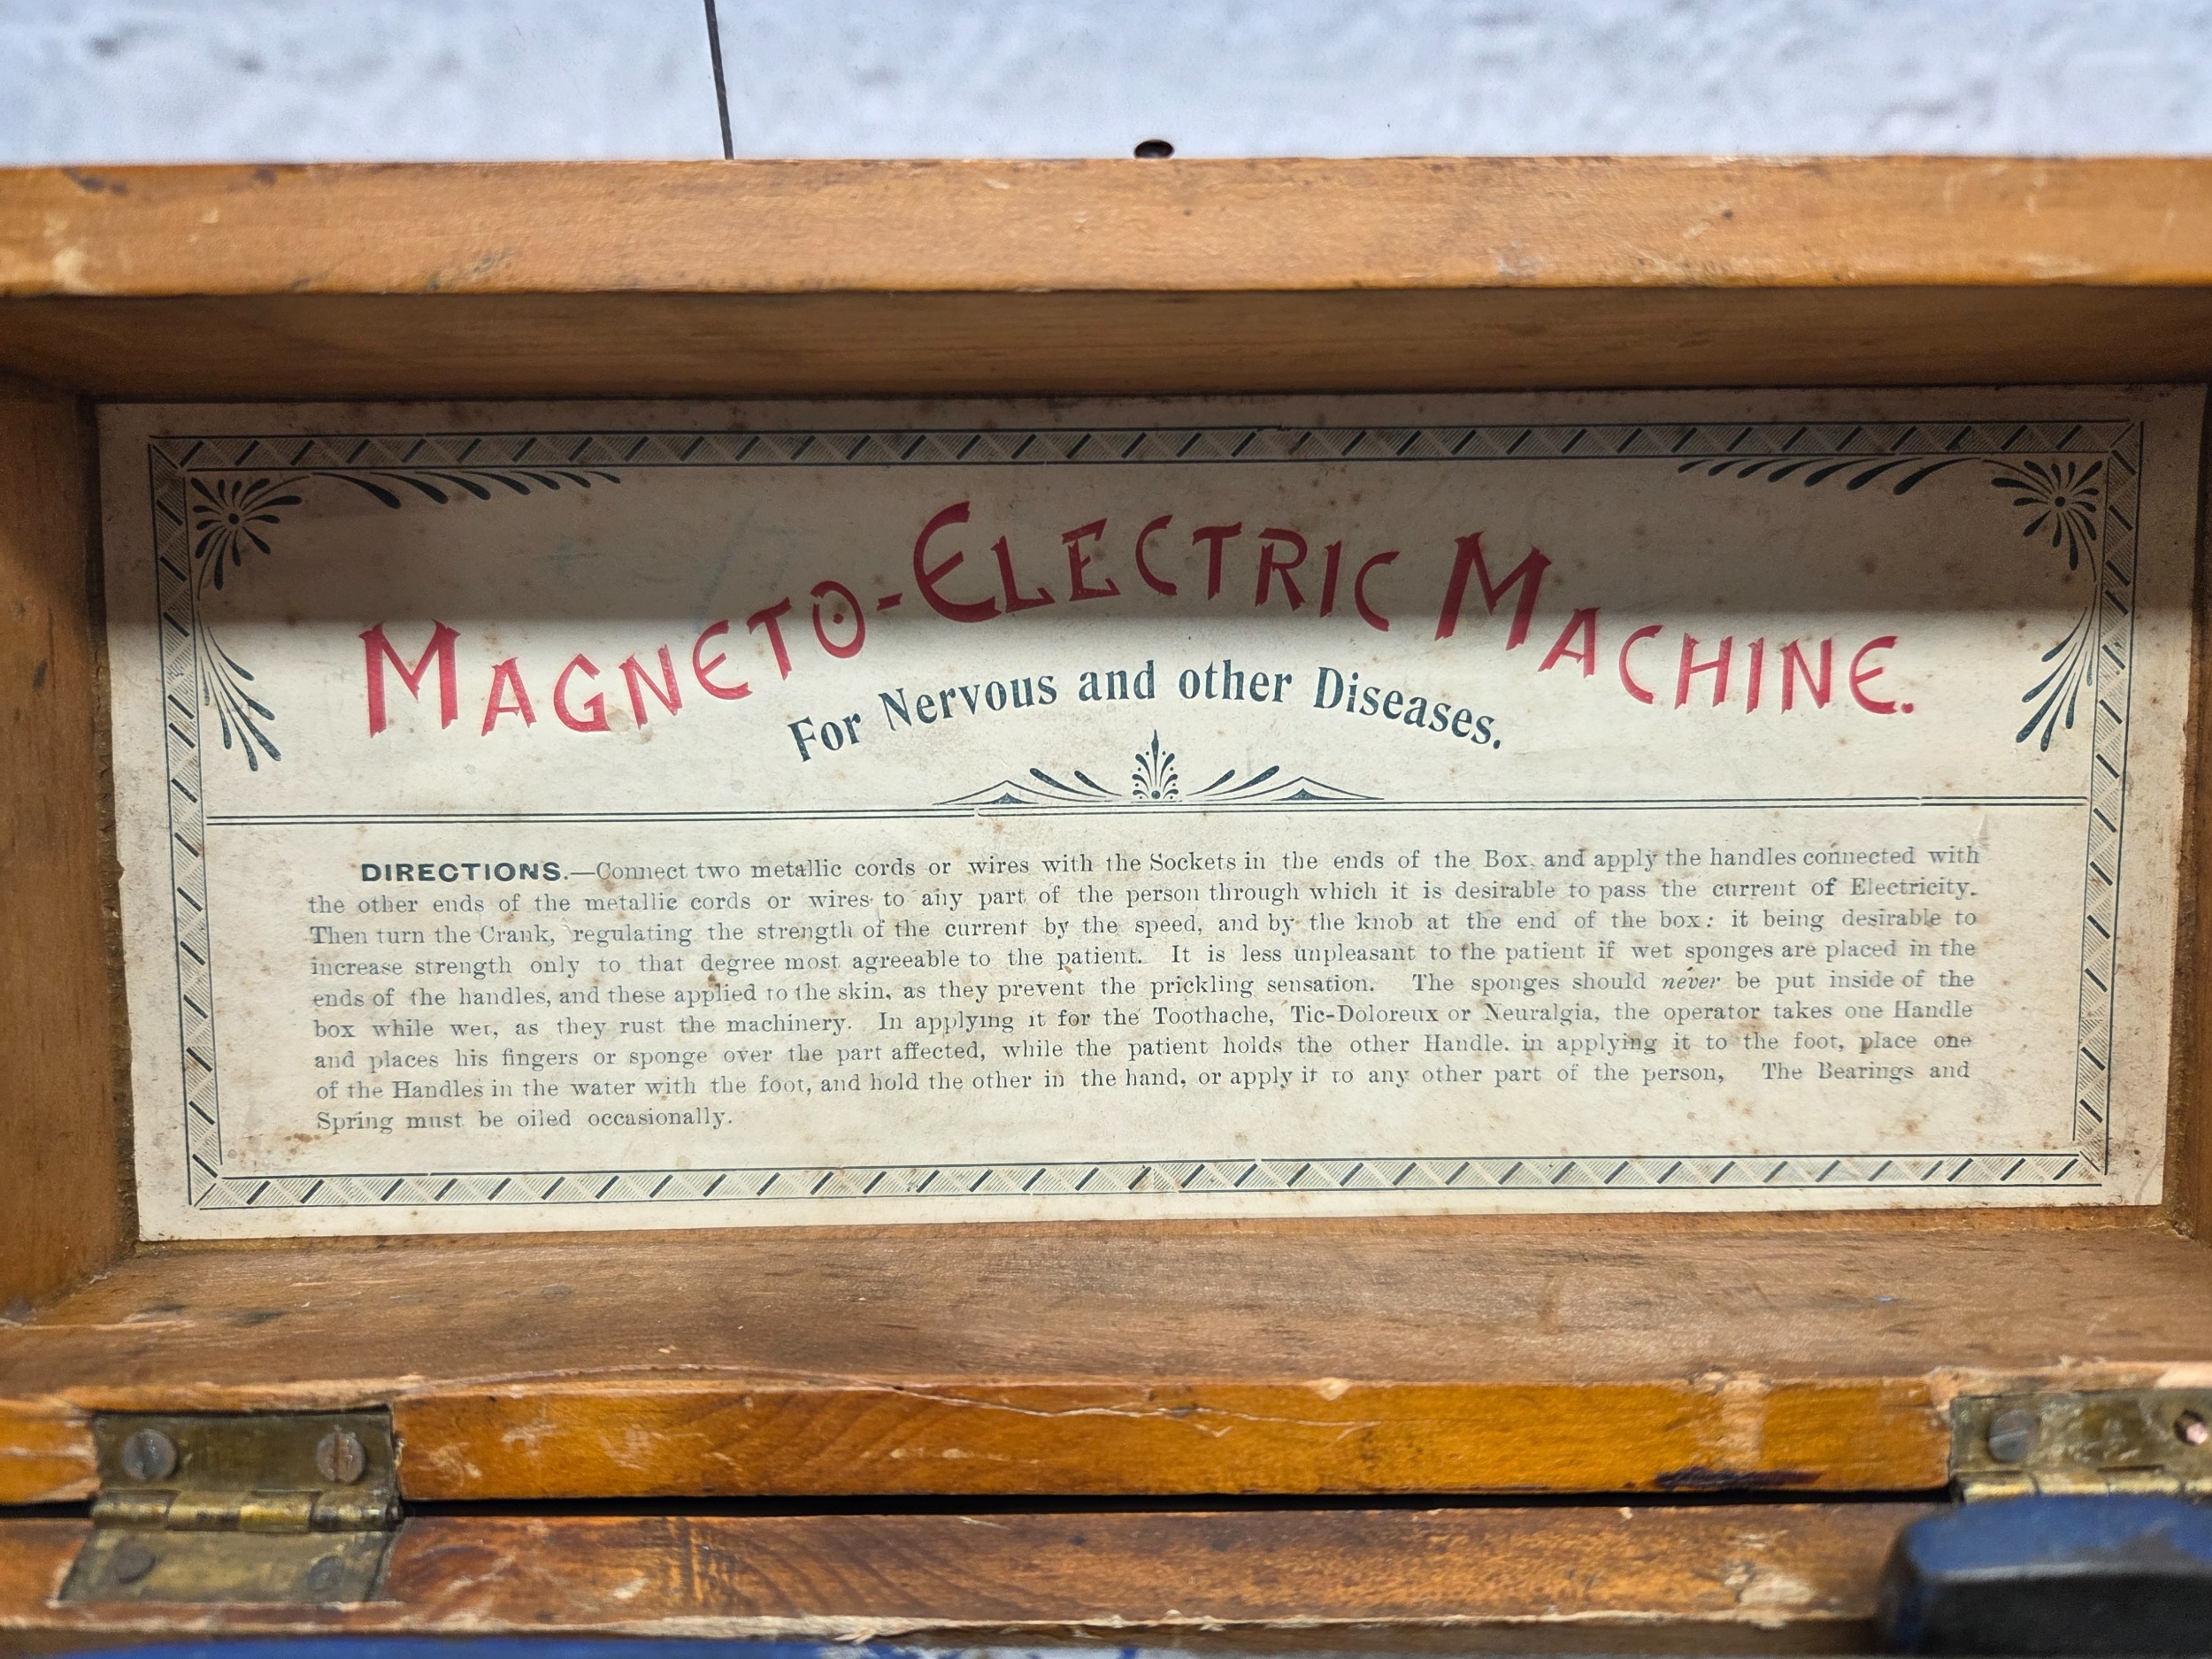 MAGNETO-ELECTRIC MACHINE.
For Nervous and other Diseases.
DIRECTIONS.—Connect two metallic cords or wires with the Sockets in the ends of the Box, and apply the handles connected with
the other ends of the metallic cords or wires to any part of the person through which it is desirable to pass the current of Electricity.
Then turn the Crank, regulating the strength of the current by the speed, and by the knob at the end of the box: it being desirable to
increase strength only to that degree most agreeable to the patient. It is less unpleasant to the patient if wet sponges are placed in the
ends of the handles, and these applied to the skin, as they prevent the prickling sensation. The sponges should never be put inside of the
box while wet, as they rust the machinery. In applying it for the Toothache, Tic-Doloreux or Neuralgia, the operator takes one Handle
and places his fingers or sponge over the part affected, while the patient holds the other Handle. in applying it to the foot, place one
of the Handles in the water with the foot, and hold the other in the hand, or apply it to any other part of the person, The Bearings and
Spring must be oiled occasionally.